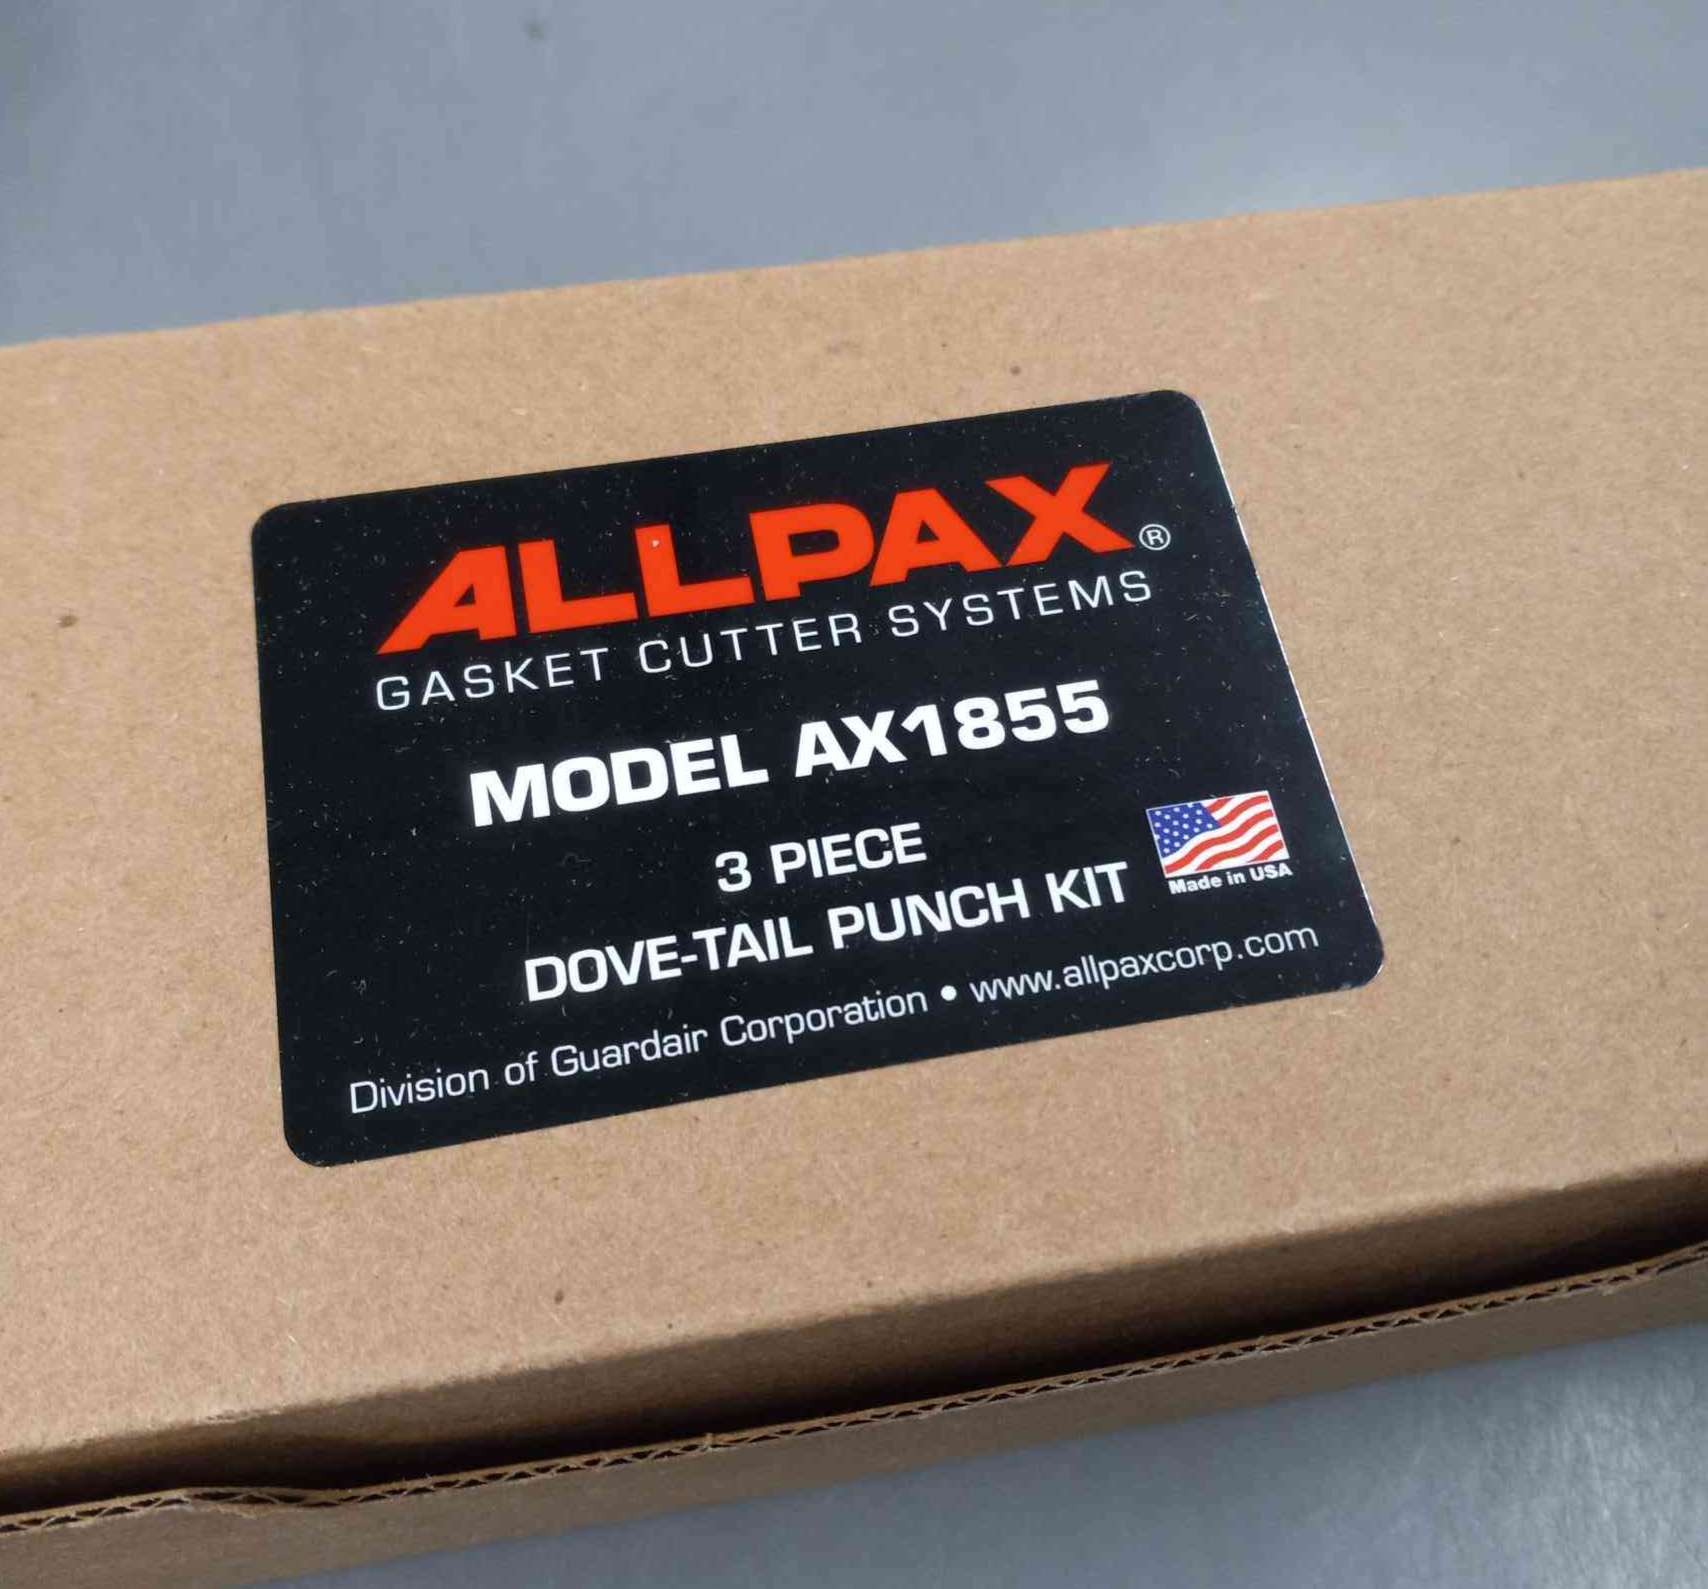 ALLPAX®
GASKET CUTTER SYSTEMS
MODEL AX1855
3 PIECE
DOVE-TAIL PUNCH KIT
Made in USA
Division of Guardair Corporation • www.allpaxcorp.com